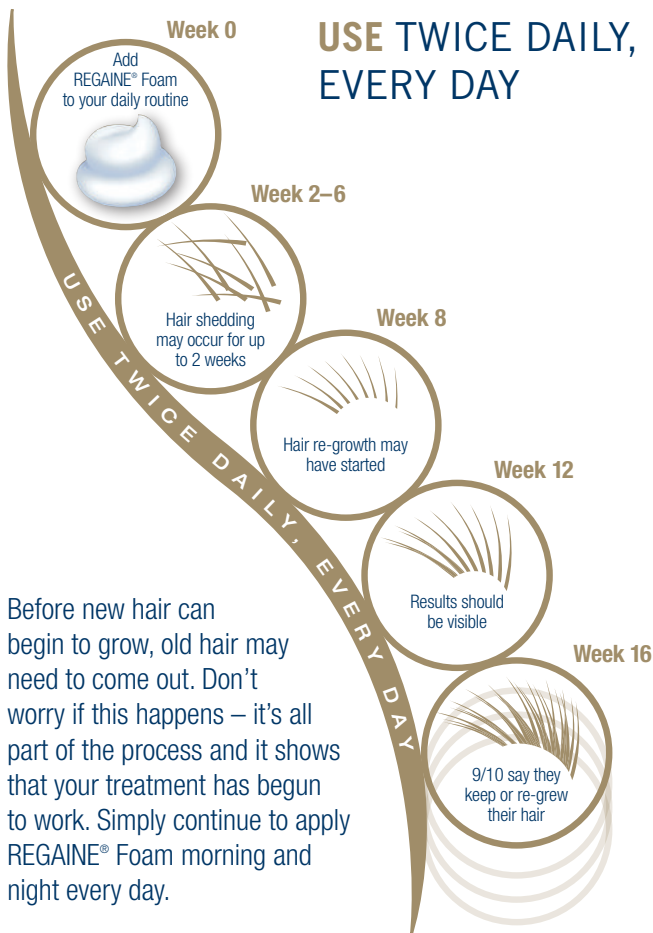 USE TWICE DAILY,
EVERY DAY
Week 0
Add
REGAINE® Foam
to your daily routine
Week 2–6
Hair shedding
may occur for up
to 2 weeks
Week 8
Hair re-growth may
have started
Week 12
Results should
be visible
Week 16
9/10 say they
keep or re-grew
their hair
USE TWICE DAILY, EVERY DAY
Before new hair can
begin to grow, old hair may
need to come out. Don’t
worry if this happens – it’s all
part of the process and it shows
that your treatment has begun
to work. Simply continue to apply
REGAINE® Foam morning and
night every day.